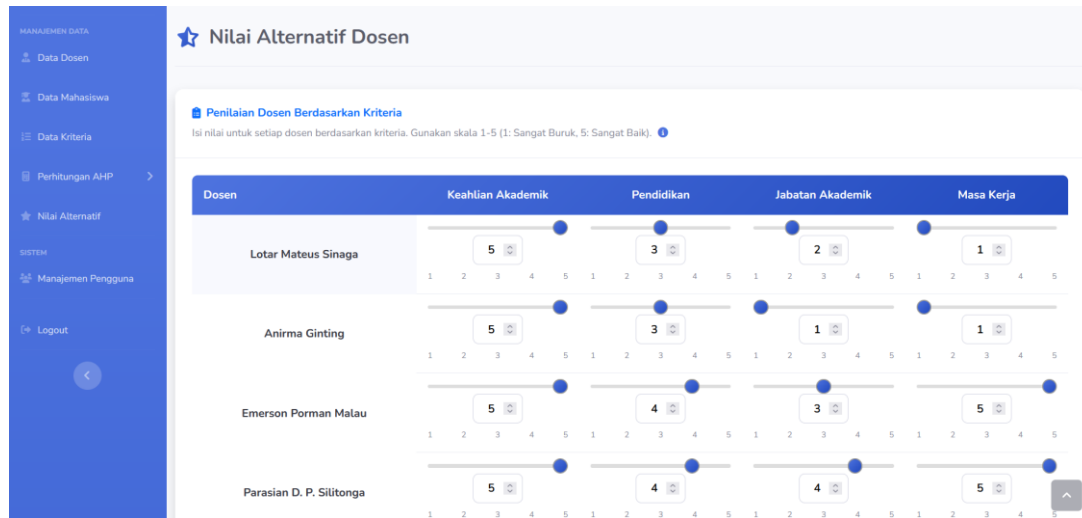 MANAJEMEN DATA
Data Dosen
Data Mahasiswa
Data Kriteria
Perhitungan AHP
Nilai Alternatif
SISTEM
Manajemen Pengguna
Logout
Nilai Alternatif Dosen
Penilaian Dosen Berdasarkan Kriteria
Isi nilai untuk setiap dosen berdasarkan kriteria. Gunakan skala 1-5 (1: Sangat Buruk, 5: Sangat Baik).
Dosen Keahlian Akademik Pendidikan Jabatan Akademik Masa Kerja
Lotar Mateus Sinaga 5 3 2 1
1 2 3 4 5 1 2 3 4 5 1 2 3 4 5 1 2 3 4 5
Anirma Ginting 5 3 1 1
1 2 3 4 5 1 2 3 4 5 1 2 3 4 5 1 2 3 4 5
Emerson Porman Malau 5 4 3 5
1 2 3 4 5 1 2 3 4 5 1 2 3 4 5 1 2 3 4 5
Parasian D. P. Silitonga 5 4 4 5
1 2 3 4 5 1 2 3 4 5 1 2 3 4 5 1 2 3 4 5